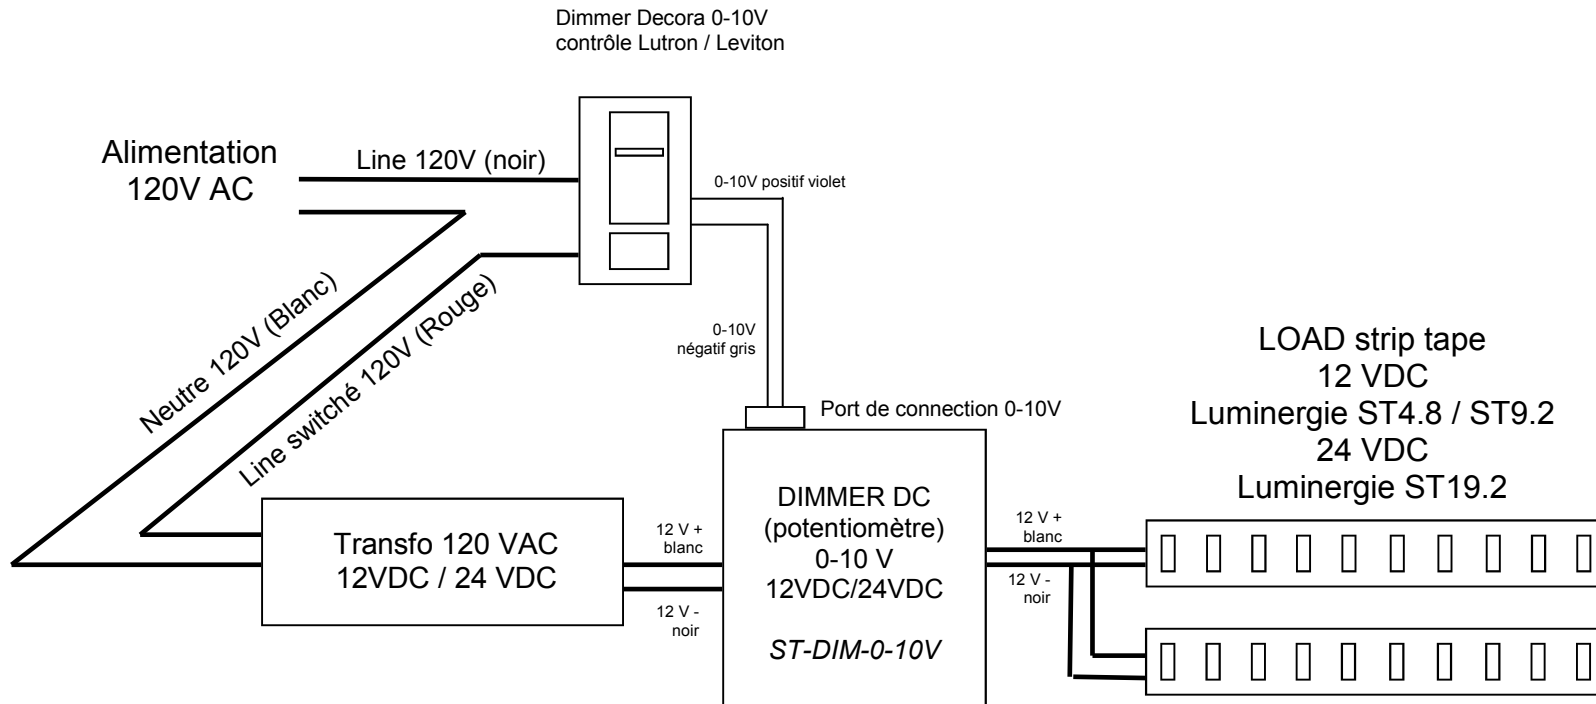 Dimmer Decora 0-10V
contrôle Lutron / Leviton
Alimentation
120V AC
Line 120V (noir)
0-10V positif violet
Neutre 120V (Blanc)
Line switché 120V (Rouge)
0-10V
négatif gris
Port de connection 0-10V
LOAD strip tape
12 VDC
Luminergie ST4.8 / ST9.2
24 VDC
Luminergie ST19.2
Transfo 120 VAC
12VDC / 24 VDC
12 V +
blanc
12 V -
noir
DIMMER DC
(potentiomètre)
0-10 V
12VDC/24VDC
ST-DIM-0-10V
12 V +
blanc
12 V -
noir